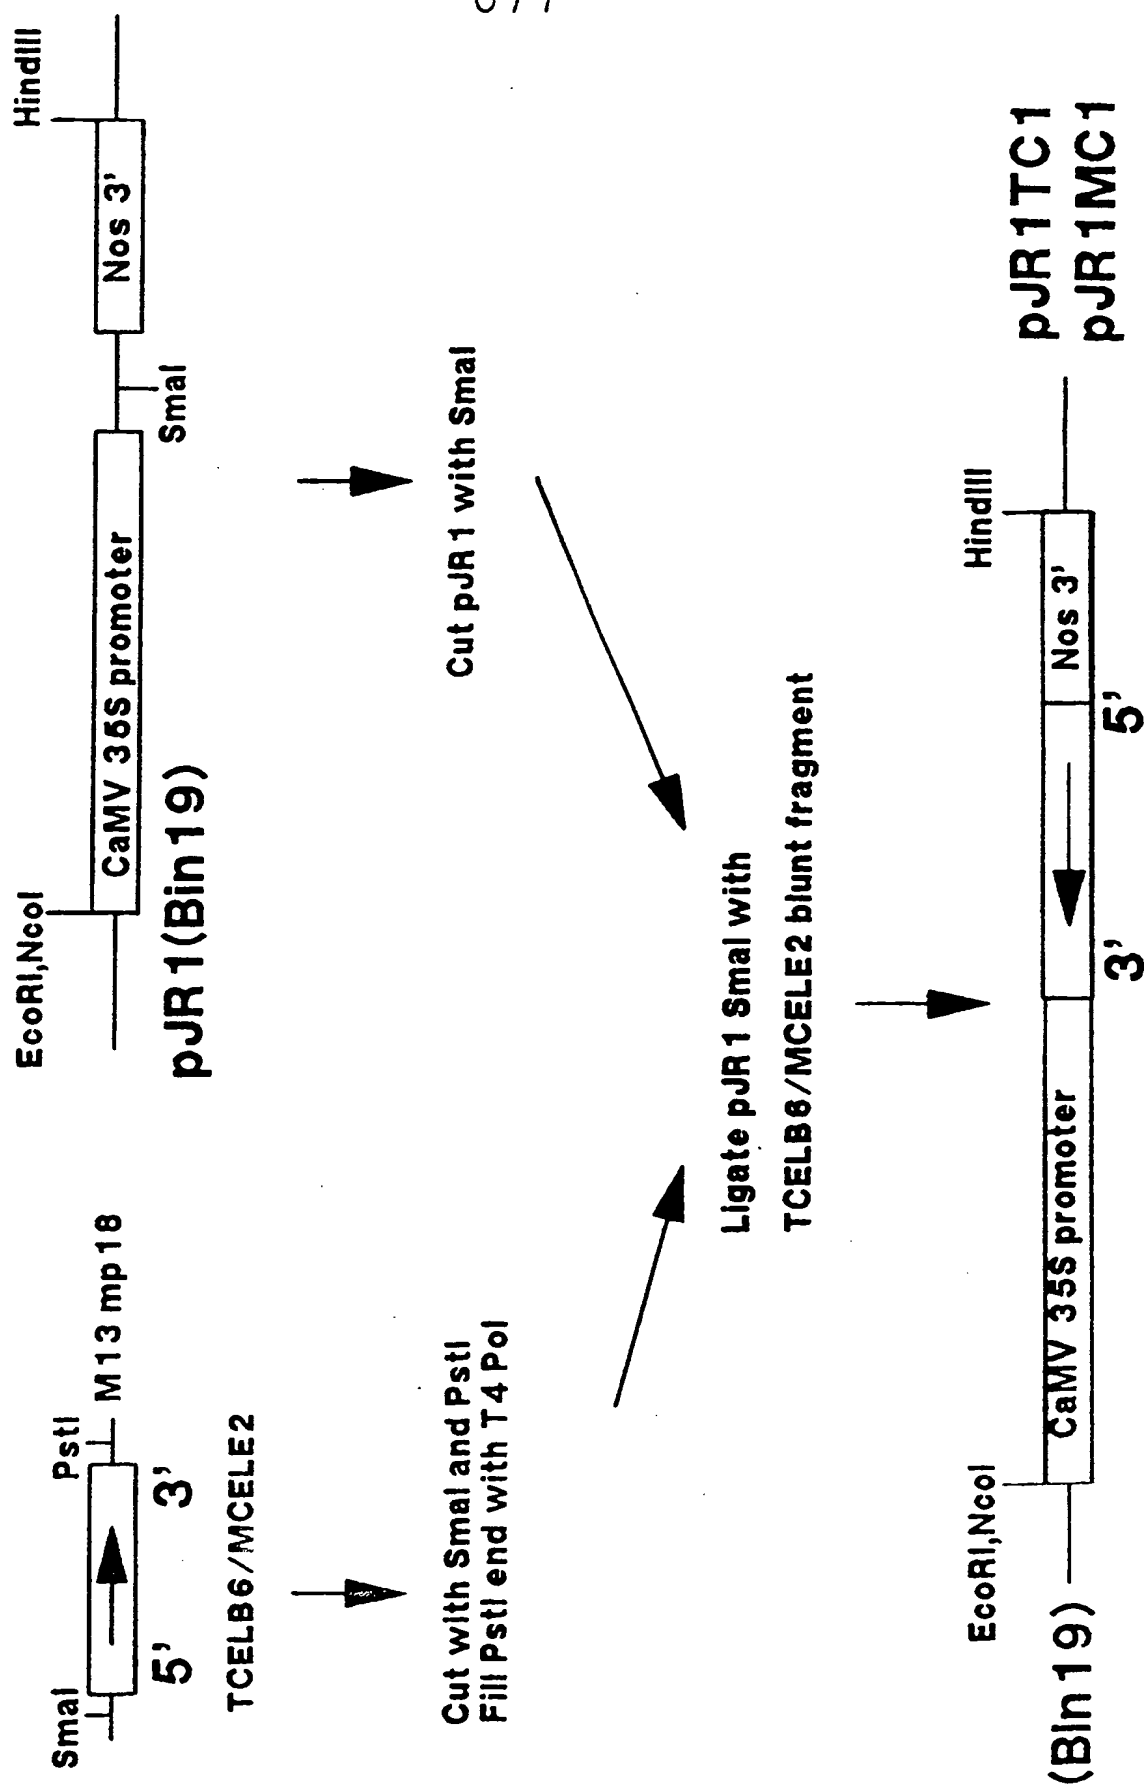 SmaI
PstI
M13 mp18
5'
3'
TCELB6/MCELE2
Cut with SmaI and PstI
Fill PstI end with T4 Pol
EcoRI,NcoI
HindIII
CaMV 35S promoter
Nos 3'
SmaI
pJR1(Bin19)
Cut pJR1 with SmaI
Ligate pJR1 SmaI with
TCELB6/MCELE2 blunt fragment
EcoRI,NcoI
HindIII
(Bin19)
CaMV 35S promoter
Nos 3'
3'
5'
pJR1TC1
pJR1MC1